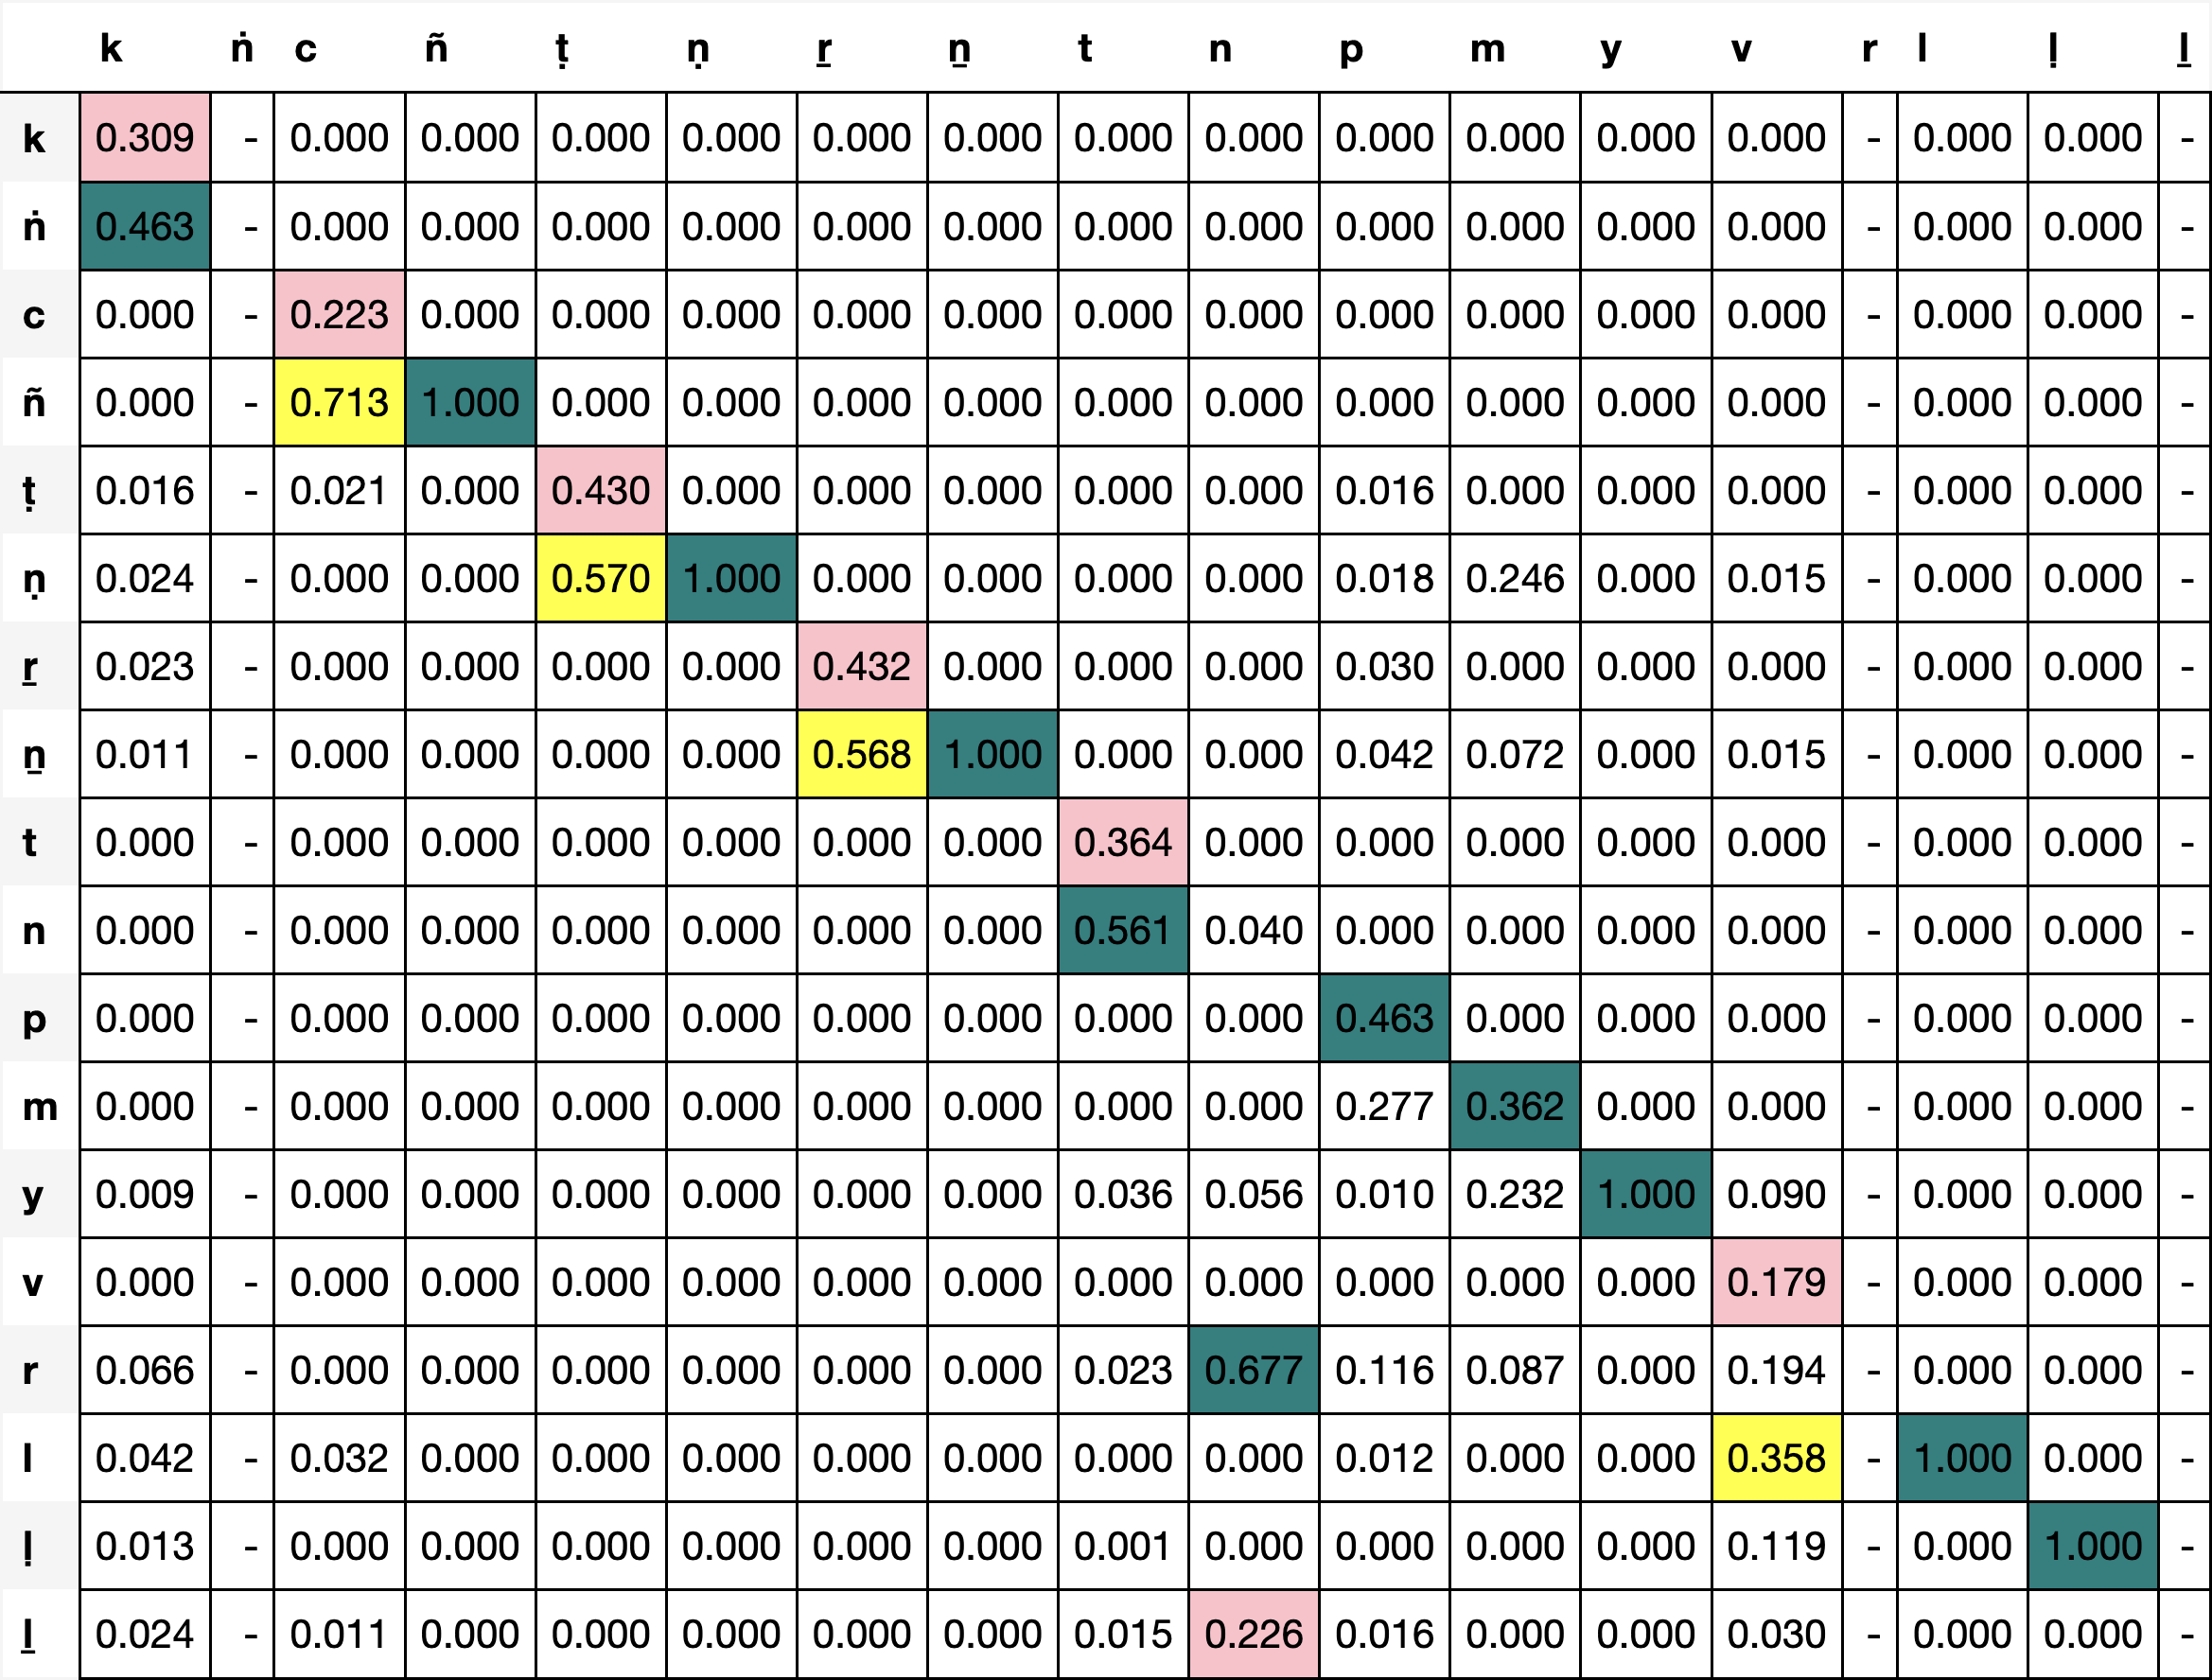 k ṅ c ñ ṭ ṇ ṟ ṉ t n p m y v r l ḷ ḻ
k 0.309 - 0.000 0.000 0.000 0.000 0.000 0.000 0.000 0.000 0.000 0.000 0.000 0.000 - 0.000 0.000 -
ṅ 0.463 - 0.000 0.000 0.000 0.000 0.000 0.000 0.000 0.000 0.000 0.000 0.000 0.000 - 0.000 0.000 -
c 0.000 - 0.223 0.000 0.000 0.000 0.000 0.000 0.000 0.000 0.000 0.000 0.000 0.000 - 0.000 0.000 -
ñ 0.000 - 0.713 1.000 0.000 0.000 0.000 0.000 0.000 0.000 0.000 0.000 0.000 0.000 - 0.000 0.000 -
ṭ 0.016 - 0.021 0.000 0.430 0.000 0.000 0.000 0.000 0.000 0.016 0.000 0.000 0.000 - 0.000 0.000 -
ṇ 0.024 - 0.000 0.000 0.570 1.000 0.000 0.000 0.000 0.000 0.018 0.246 0.000 0.015 - 0.000 0.000 -
ṟ 0.023 - 0.000 0.000 0.000 0.000 0.432 0.000 0.000 0.000 0.030 0.000 0.000 0.000 - 0.000 0.000 -
ṉ 0.011 - 0.000 0.000 0.000 0.000 0.568 1.000 0.000 0.000 0.042 0.072 0.000 0.015 - 0.000 0.000 -
t 0.000 - 0.000 0.000 0.000 0.000 0.000 0.000 0.364 0.000 0.000 0.000 0.000 0.000 - 0.000 0.000 -
n 0.000 - 0.000 0.000 0.000 0.000 0.000 0.000 0.561 0.040 0.000 0.000 0.000 0.000 - 0.000 0.000 -
p 0.000 - 0.000 0.000 0.000 0.000 0.000 0.000 0.000 0.000 0.463 0.000 0.000 0.000 - 0.000 0.000 -
m 0.000 - 0.000 0.000 0.000 0.000 0.000 0.000 0.000 0.000 0.277 0.362 0.000 0.000 - 0.000 0.000 -
y 0.009 - 0.000 0.000 0.000 0.000 0.000 0.000 0.036 0.056 0.010 0.232 1.000 0.090 - 0.000 0.000 -
v 0.000 - 0.000 0.000 0.000 0.000 0.000 0.000 0.000 0.000 0.000 0.000 0.000 0.179 - 0.000 0.000 -
r 0.066 - 0.000 0.000 0.000 0.000 0.000 0.000 0.023 0.677 0.116 0.087 0.000 0.194 - 0.000 0.000 -
l 0.042 - 0.032 0.000 0.000 0.000 0.000 0.000 0.000 0.000 0.012 0.000 0.000 0.358 - 1.000 0.000 -
ḷ 0.013 - 0.000 0.000 0.000 0.000 0.000 0.000 0.001 0.000 0.000 0.000 0.000 0.119 - 0.000 1.000 -
ḻ 0.024 - 0.011 0.000 0.000 0.000 0.000 0.000 0.015 0.226 0.016 0.000 0.000 0.030 - 0.000 0.000 -